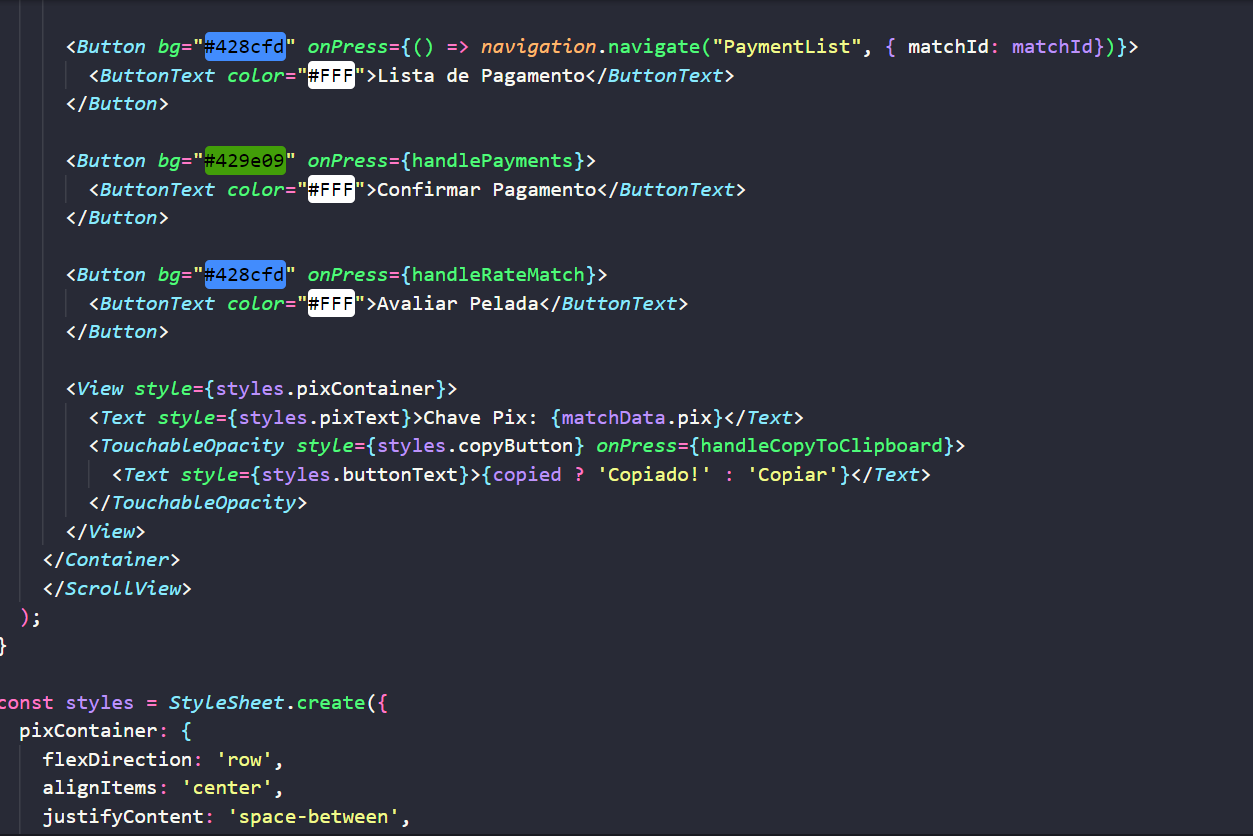 <Button bg="#428cfd" onPress={() => navigation.navigate("PaymentList", { matchId: matchId})}>
<ButtonText color="#FFF">Lista de Pagamento</ButtonText>
</Button>
<Button bg="#429e09" onPress={handlePayments}>
<ButtonText color="#FFF">Confirmar Pagamento</ButtonText>
</Button>
<Button bg="#428cfd" onPress={handleRateMatch}>
<ButtonText color="#FFF">Avaliar Pelada</ButtonText>
</Button>
<View style={styles.pixContainer}>
<Text style={styles.pixText}>Chave Pix: {matchData.pix}</Text>
<TouchableOpacity style={styles.copyButton} onPress={handleCopyToClipboard}>
<Text style={styles.buttonText}>{copied ? 'Copiado!' : 'Copiar'}</Text>
</TouchableOpacity>
</View>
</Container>
</ScrollView>
);
}
const styles = StyleSheet.create({
pixContainer: {
flexDirection: 'row',
alignItems: 'center',
justifyContent: 'space-between',